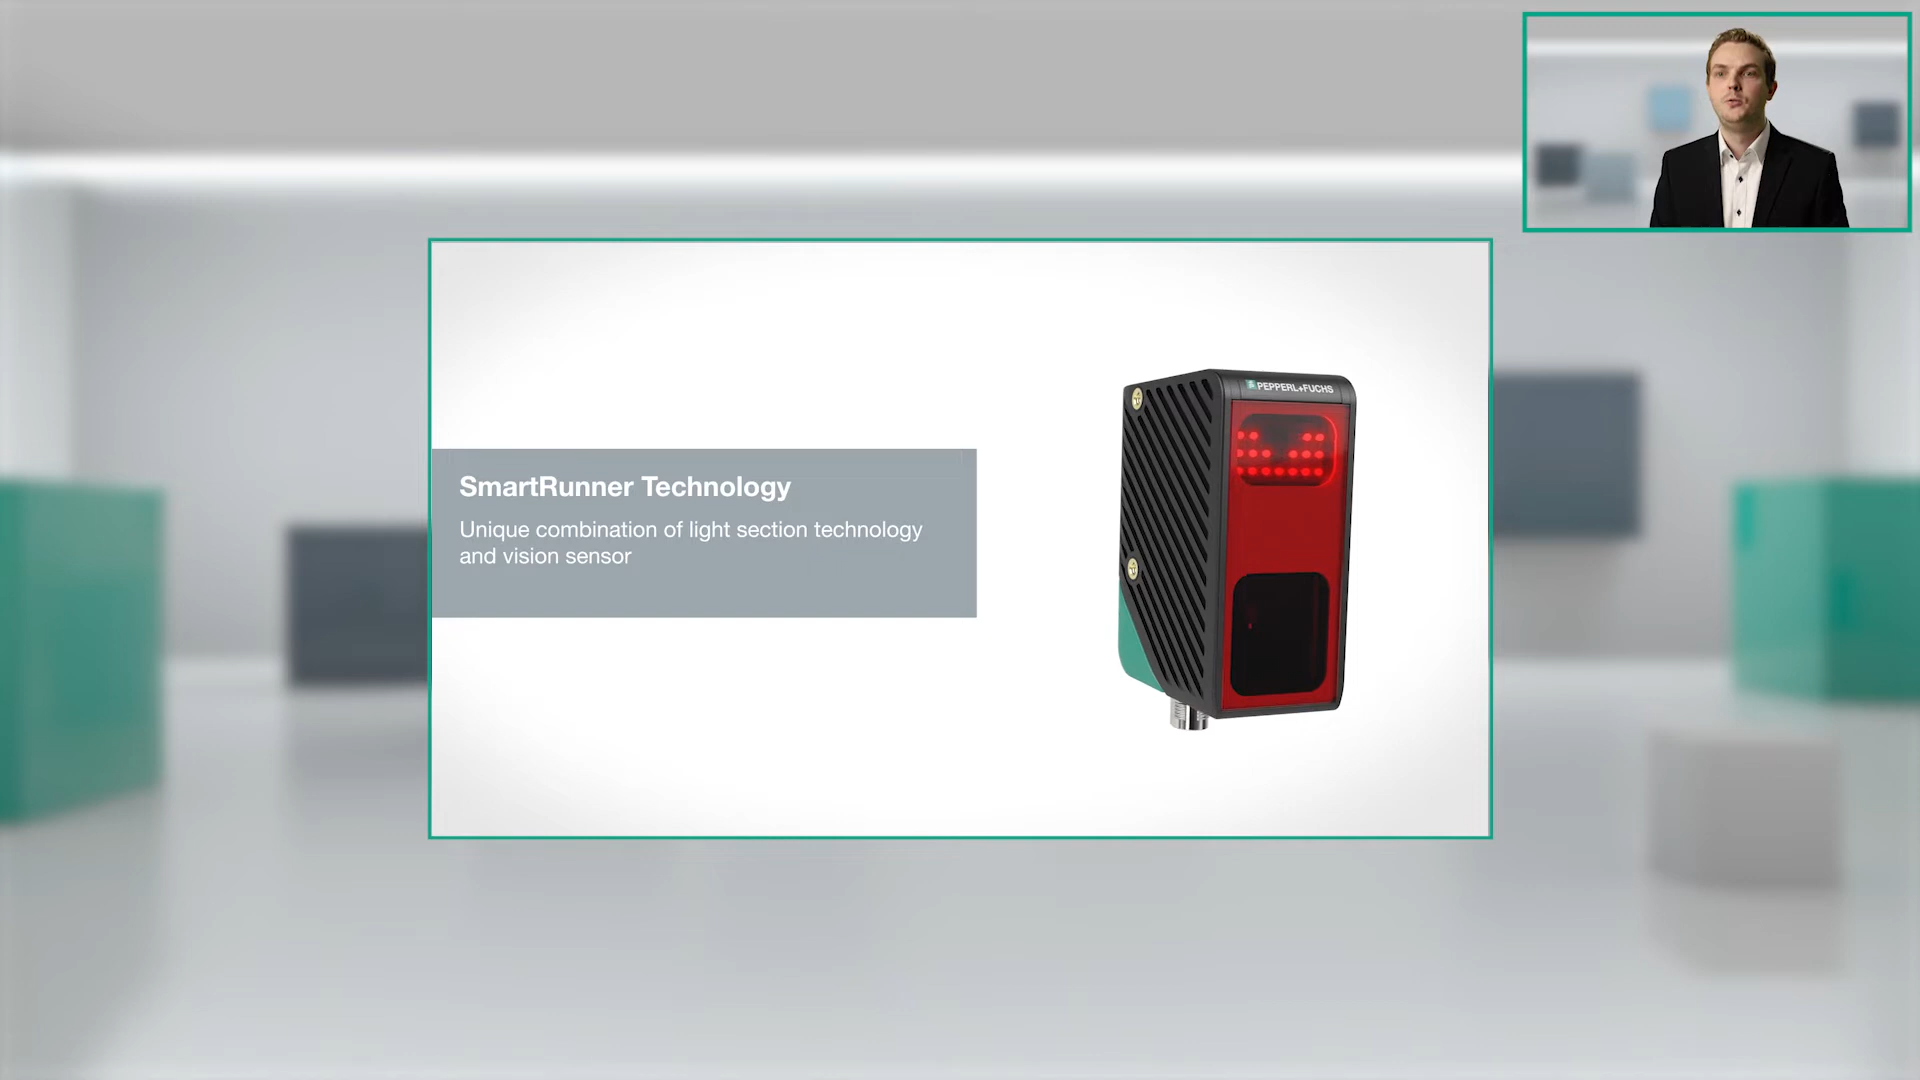 PEPPERL+FUCHS
SmartRunner Technology
Unique combination of light section technology
and vision sensor